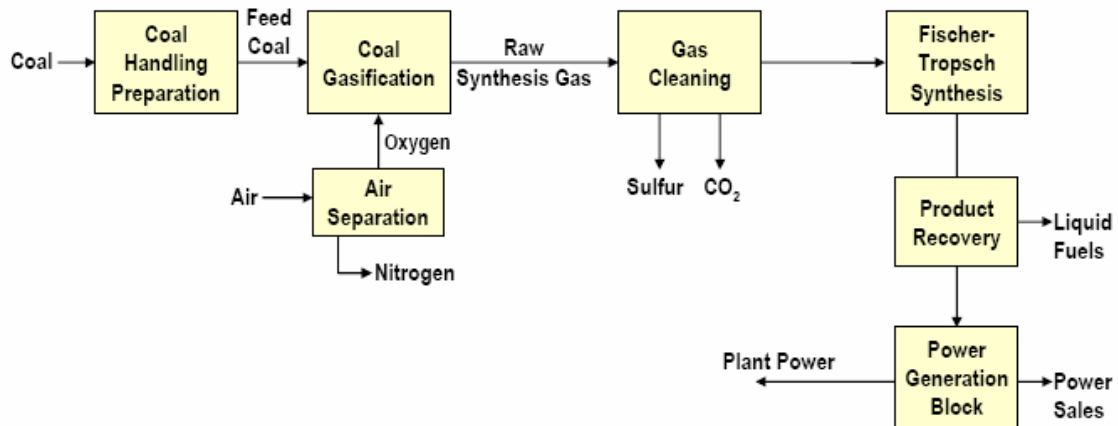 Coal
Coal
Handling
Preparation
Feed
Coal
Coal
Gasification
Raw
Synthesis Gas
Gas
Cleaning
Fischer-
Tropsch
Synthesis
Oxygen
Air
Air
Separation
Nitrogen
Sulfur
CO₂
Product
Recovery
Liquid
Fuels
Plant Power
Power
Generation
Block
Power
Sales